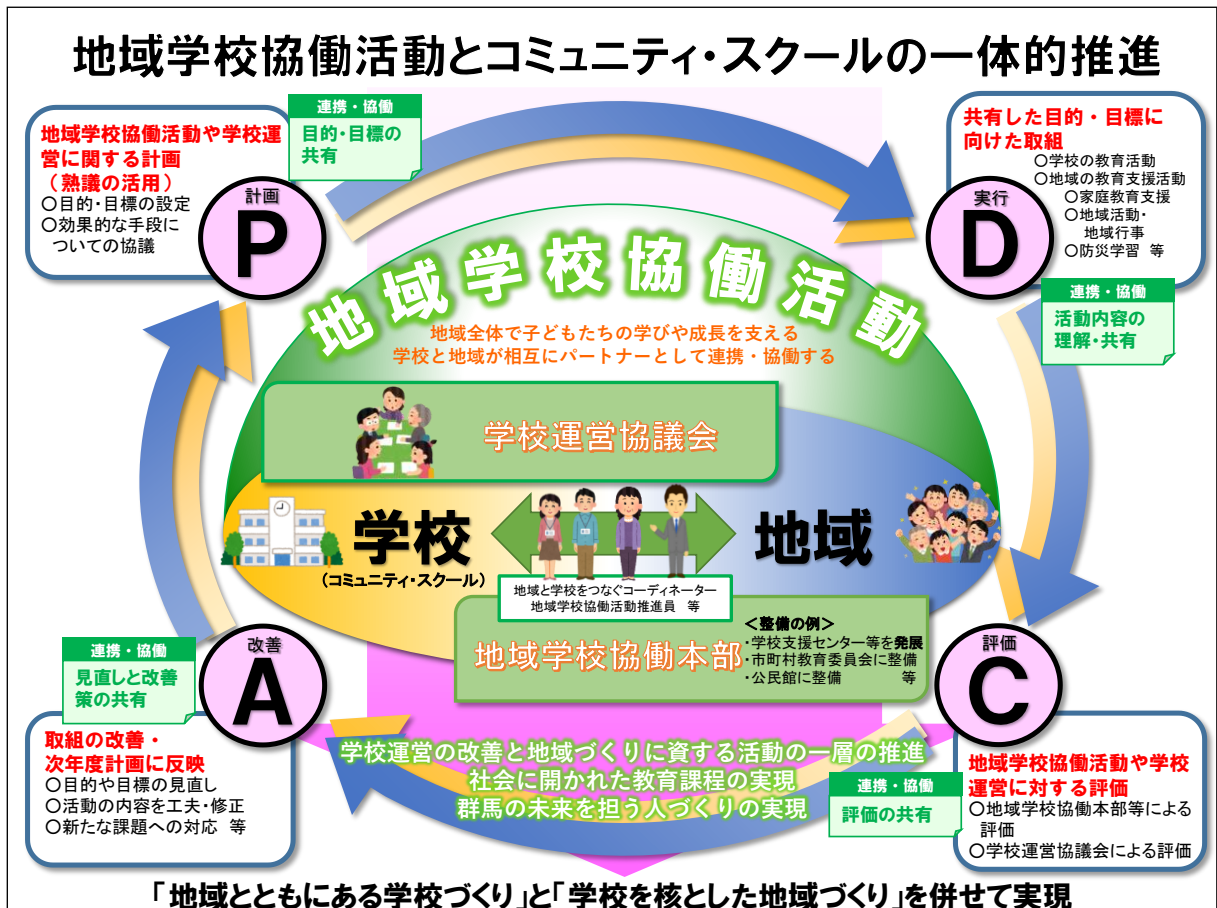 地域学校協働活動とコミュニティ・スクールの一体的推進
地域学校協働活動や学校運
営に関する計画
（熟議の活用）
○目的・目標の設定
○効果的な手段に
ついての協議
計画
P
連携・協働
目的・目標の
共有
共有した目的・目標に
向けた取組
○学校の教育活動
○地域の教育支援活動
○家庭教育支援
○地域活動・
地域行事
○防災学習 等
実行
D
連携・協働
活動内容の
理解・共有
地域学校協働活動
地域全体で子どもたちの学びや成長を支える
学校と地域が相互にパートナーとして連携・協働する
学校運営協議会
学校
（コミュニティ・スクール）
地域
地域と学校をつなぐコーディネーター
地域学校協働活動推進員 等
地域学校協働本部
＜整備の例＞
・学校支援センター等を発展
・市町村教育委員会に整備
・公民館に整備 等
評価
C
地域学校協働活動や学校
運営に対する評価
○地域学校協働本部等による
評価
○学校運営協議会による評価
連携・協働
評価の共有
改善
A
連携・協働
見直しと改善
策の共有
取組の改善・
次年度計画に反映
○目的や目標の見直し
○活動の内容を工夫・修正
○新たな課題への対応 等
学校運営の改善と地域づくりに資する活動の一層の推進
社会に開かれた教育課程の実現
群馬の未来を担う人づくりの実現
「地域とともにある学校づくり」と「学校を核とした地域づくり」を併せて実現